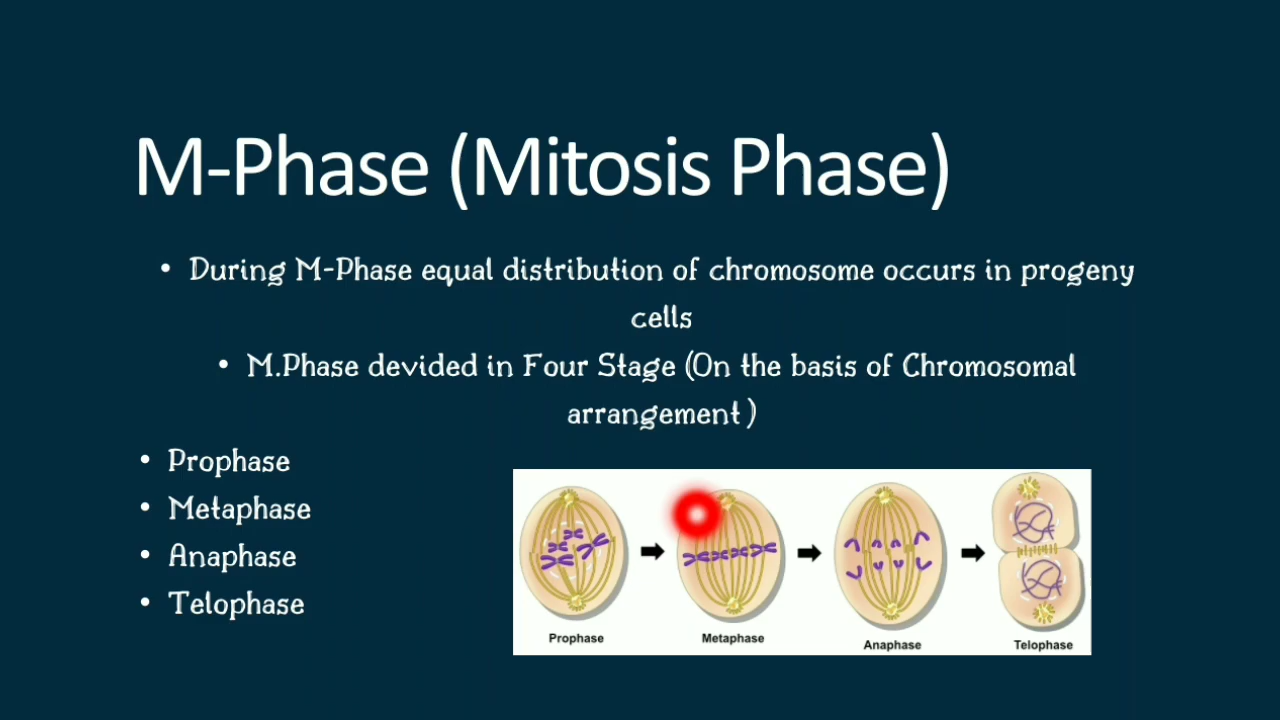 M-Phase (Mitosis Phase)
• During M-Phase equal distribution of chromosome occurs in progeny
cells
• M.Phase devided in Four Stage (On the basis of Chromosomal
arrangement)
• Prophase
• Metaphase
• Anaphase
• Telophase
Prophase
Metaphase
Anaphase
Telophase